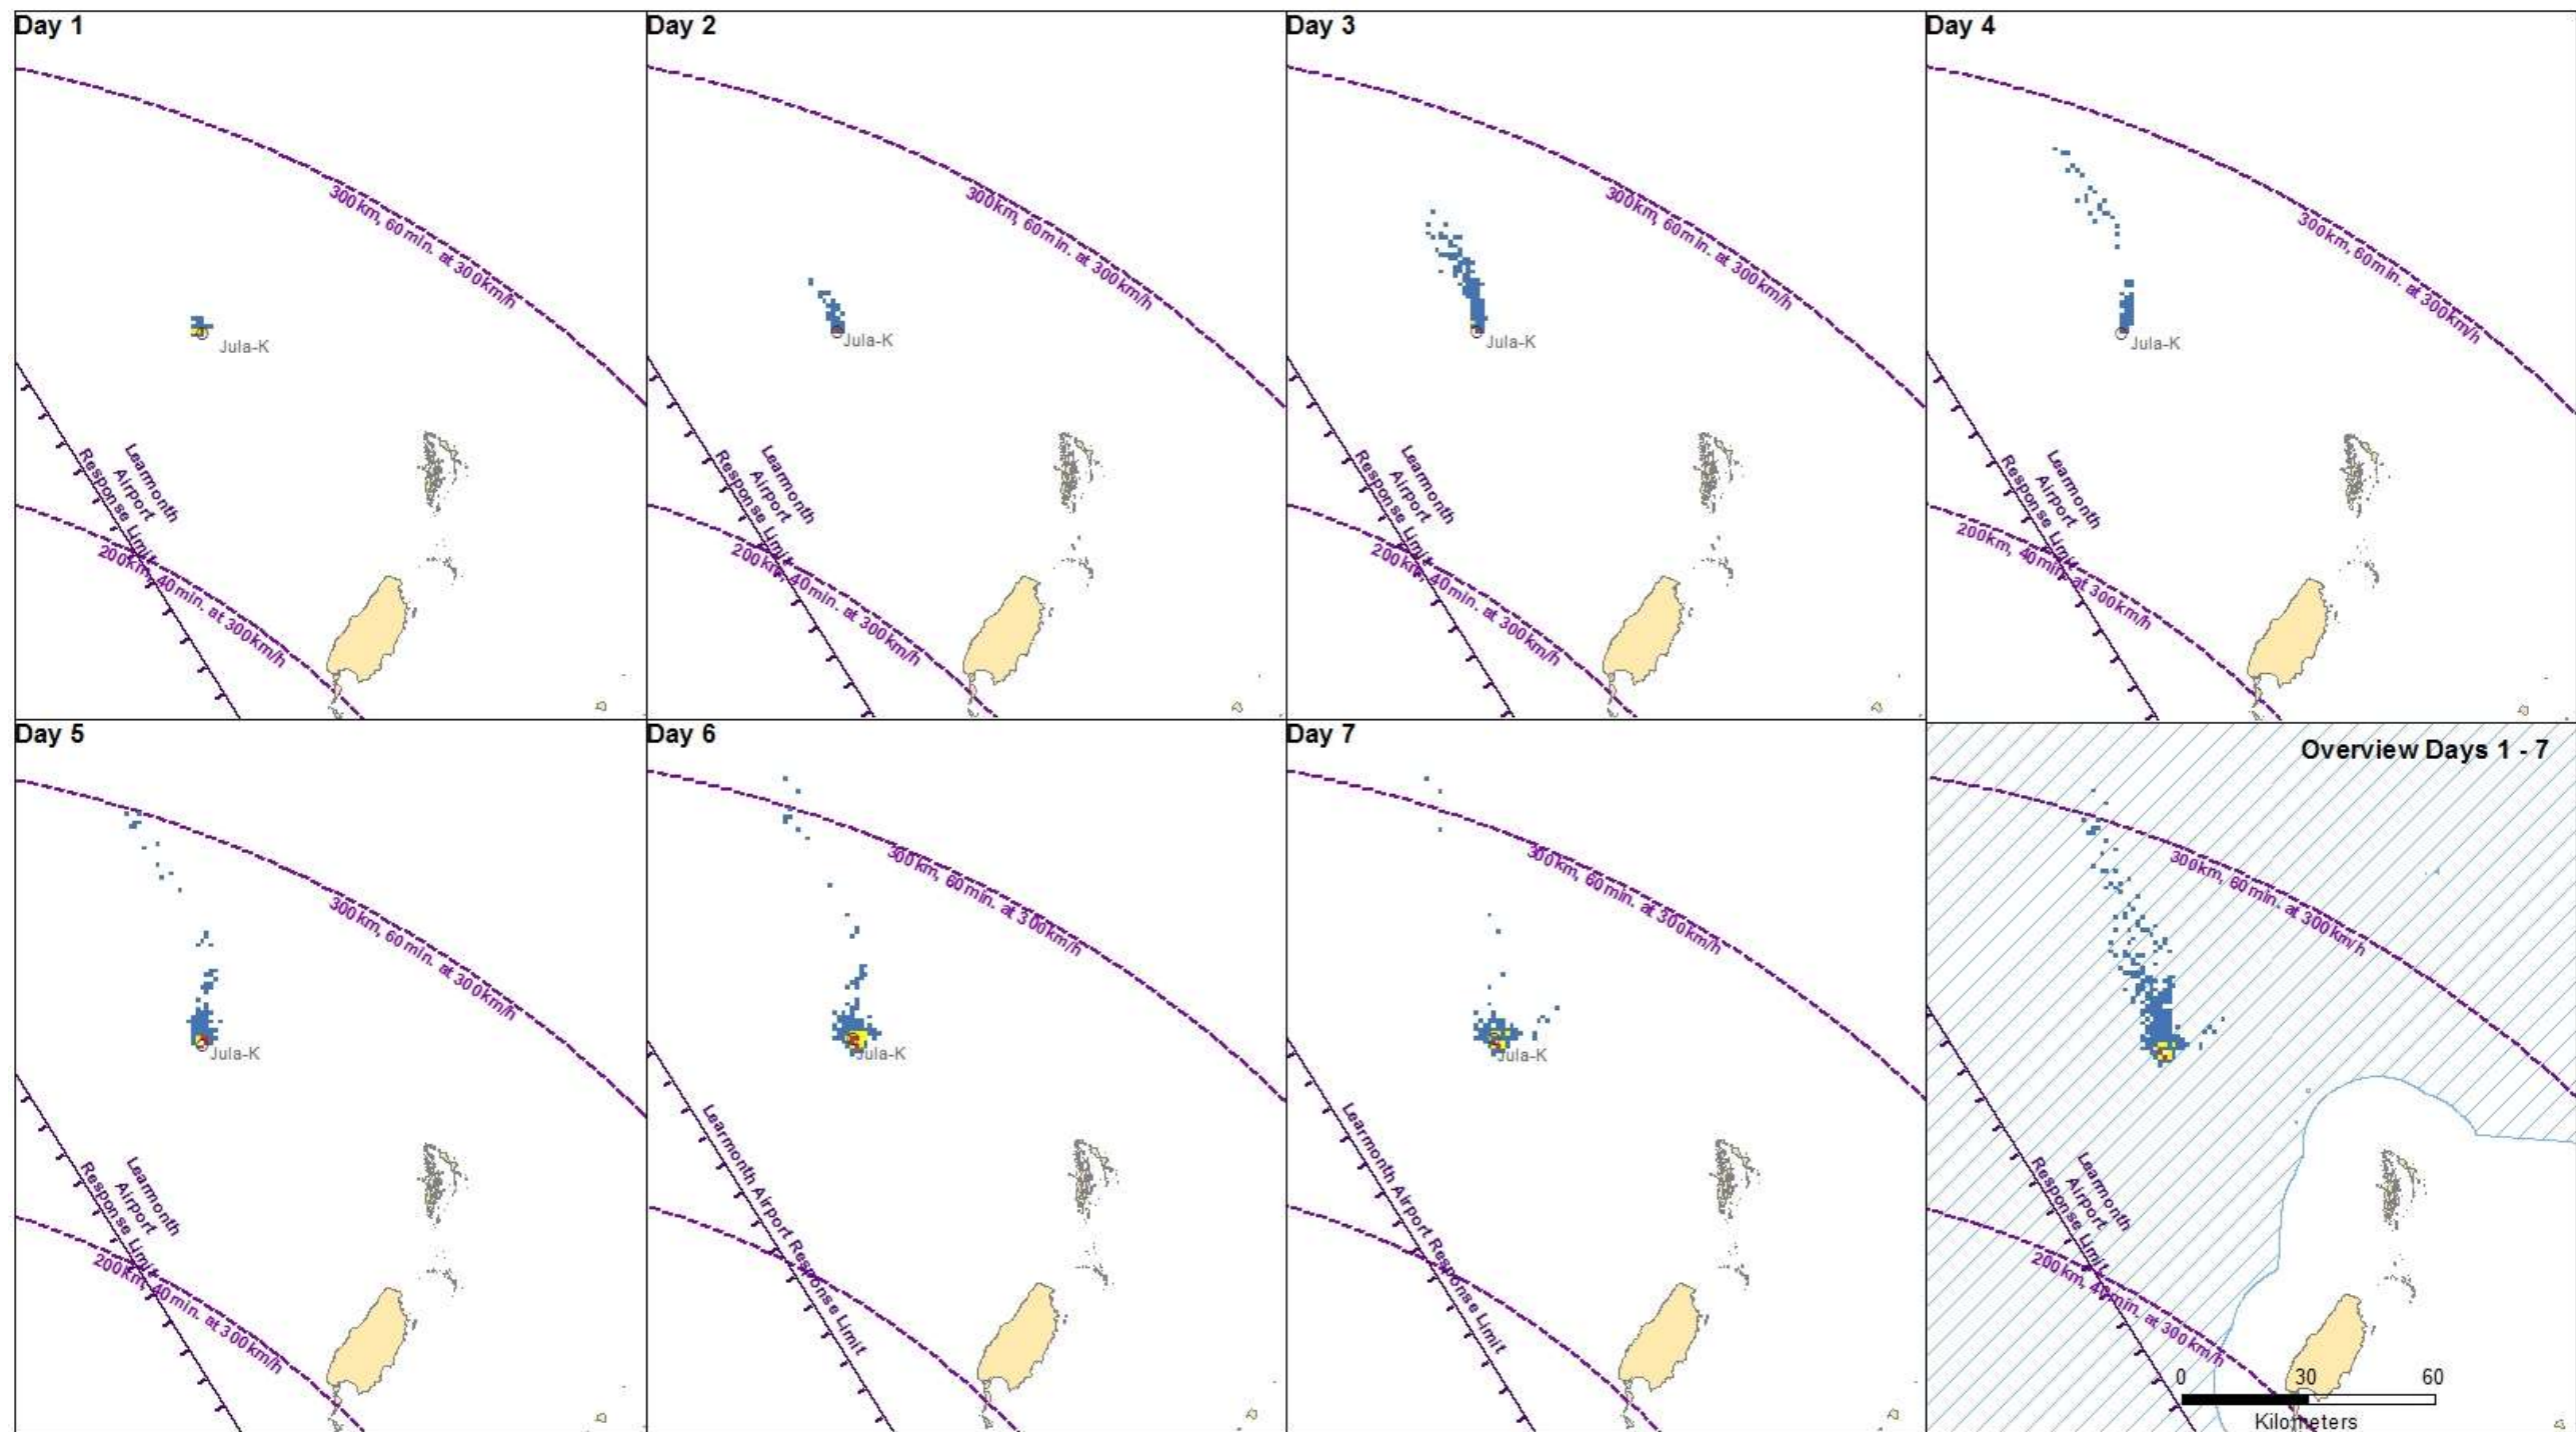 Day 1
300km, 60min. at 300km/h
Jula-K
Learmonth
Airport
Response Limit
200km, 40min. at 300km/h
Day 2
300km, 60min. at 300km/h
Jula-K
Learmonth
Airport
Response Limit
200km, 40min. at 300km/h
Day 3
300km, 60min. at 300km/h
Jula-K
Learmonth
Airport
Response Limit
200km, 40min. at 300km/h
Day 4
300km, 60min. at 300km/h
Jula-K
Learmonth
Airport
Response Limit
200km, 40min. at 300km/h
Day 5
300km, 60min. at 300km/h
Jula-K
Learmonth
Airport
Response Limit
200km, 40min. at 300km/h
Day 6
300km, 60min. at 300km/h
Jula-K
Learmonth Airport Response Limit
Day 7
300km, 60min. at 300km/h
Jula-K
Learmonth Airport Response Limit
Overview Days 1 - 7
300km, 60min. at 300km/h
Learmonth
Airport
Response Limit
200km, 40min. at 300km/h
0 30 60
Kilometers